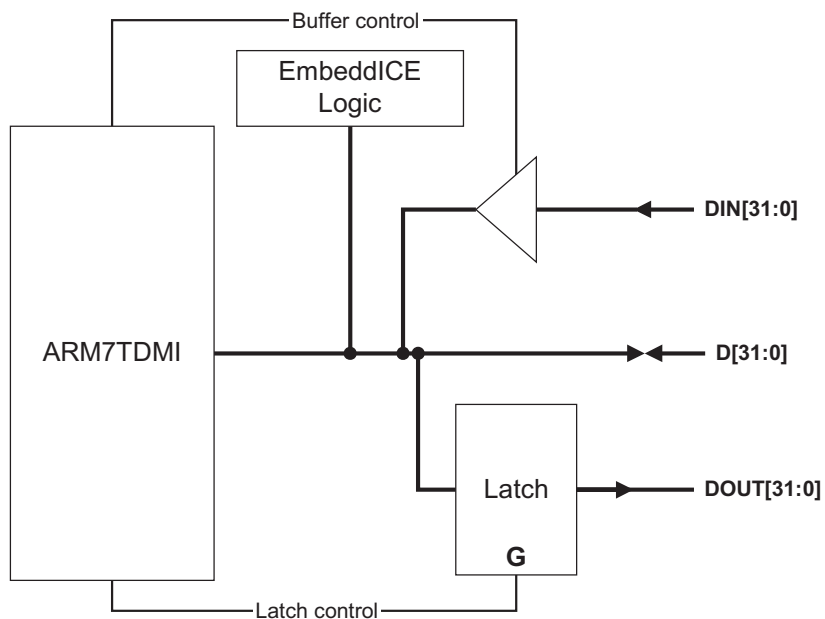 Buffer control
EmbeddICE
Logic
DIN[31:0]
ARM7TDMI
D[31:0]
Latch
DOUT[31:0]
G
Latch control